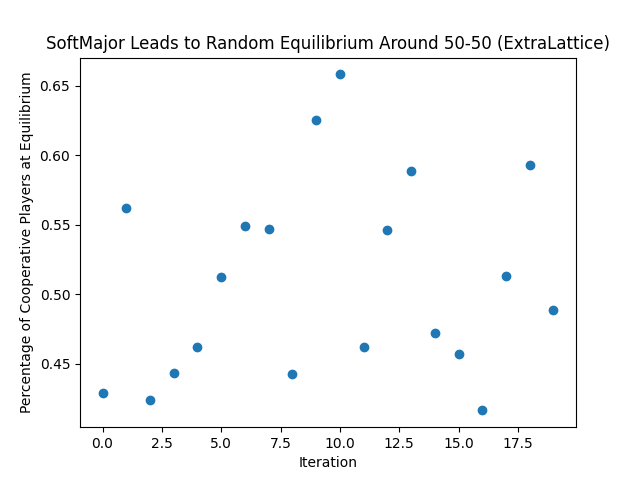 SoftMajor Leads to Random Equilibrium Around 50-50 (ExtraLattice)
Percentage of Cooperative Players at Equilibrium
0.65
0.60
0.55
0.50
0.45
0.0 2.5 5.0 7.5 10.0 12.5 15.0 17.5
Iteration